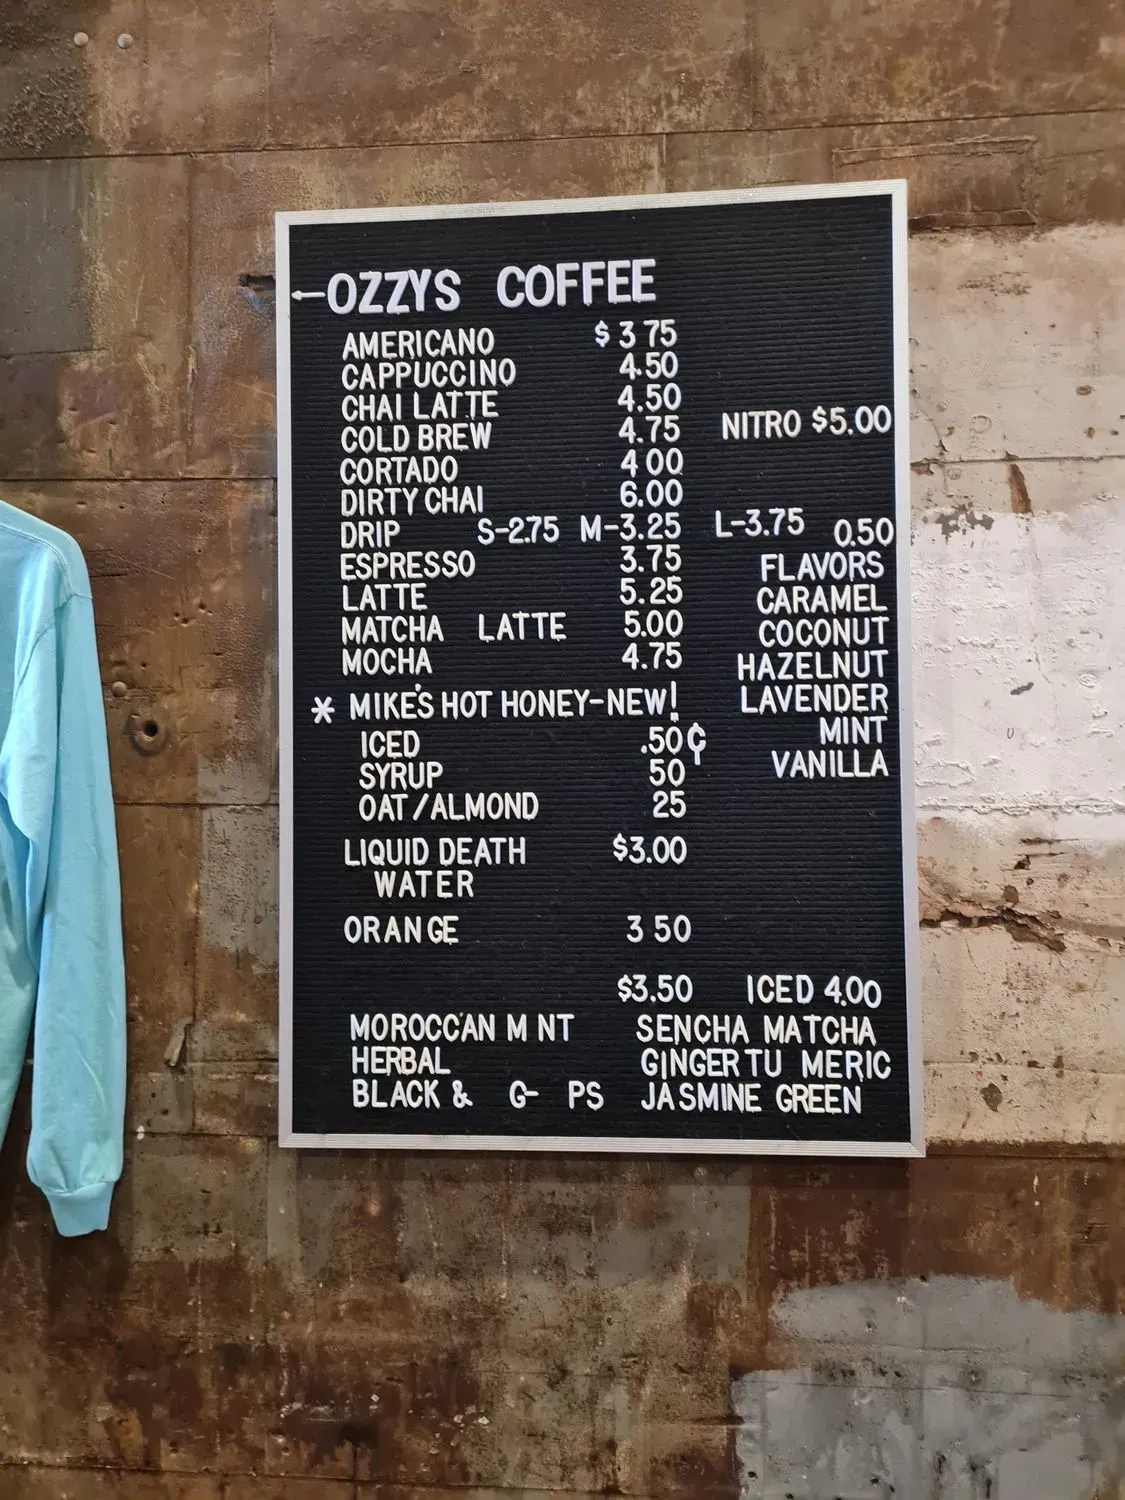 ←OZZYS COFFEE
AMERICANO $3 75
CAPPUCCINO 4.50
CHAI LATTE 4.50
COLD BREW 4.75 NITRO $5.00
CORTADO 4 00
DIRTY CHAI 6.00
DRIP S-2.75 M-3.25 L-3.75
ESPRESSO 3.75
LATTE 5.25
MATCHA LATTE 5.00
MOCHA 4.75
0.50
FLAVORS
CARAMEL
COCONUT
HAZELNUT
LAVENDER
MINT
VANILLA
* MIKE'S HOT HONEY-NEW!
ICED .50¢
SYRUP 50
OAT/ALMOND 25
LIQUID DEATH $3.00
WATER
ORANGE 3 50
$3.50 ICED 4.00
MOROCC'AN M NT SENCHA MATCHA
HERBAL GINGER TU MERIC
BLACK & G- PS JASMINE GREEN